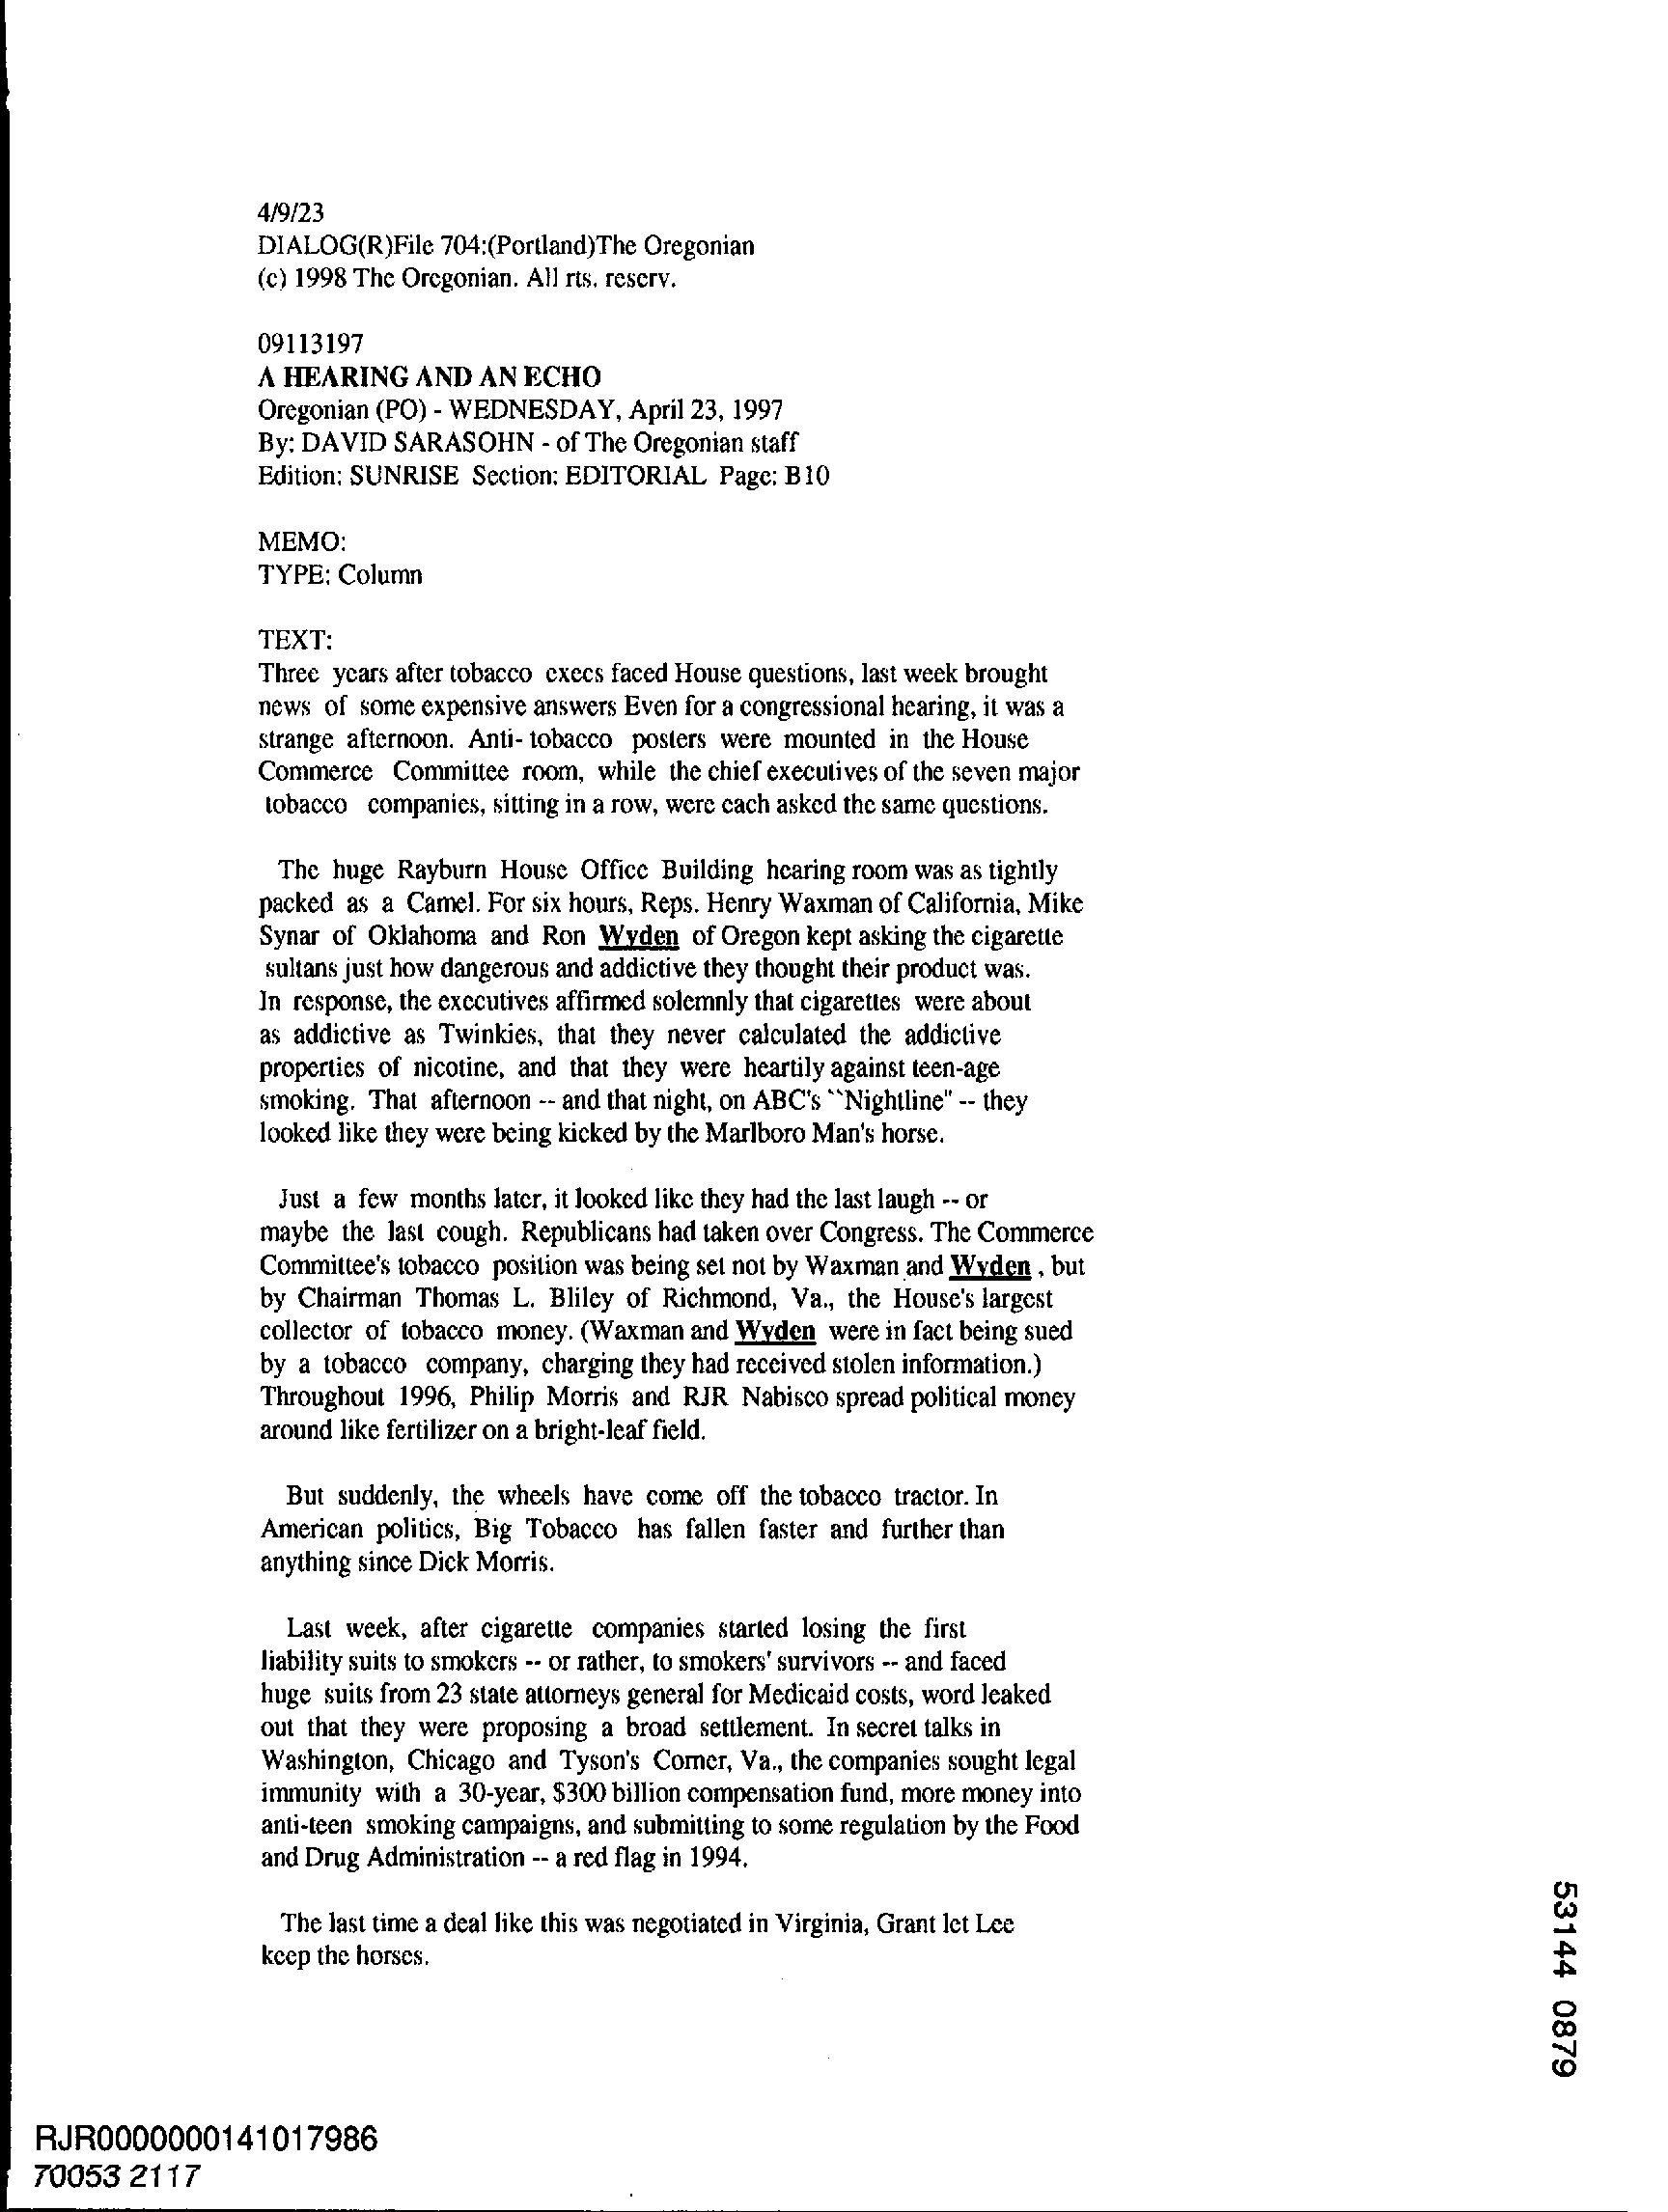 4/9/23
DIALOG(R)File 704:(Portland)The Oregonian
(c) 1998 The Oregonian. All rts. reserv.
09113197
A HEARING AND AN ECHO
Oregonian (PO) - WEDNESDAY, April 23, 1997
By: DAVID SARASOHN - of The Oregonian staff
Edition: SUNRISE Section: EDITORIAL Page: B10
MEMO:
TYPE: Column
TEXT:
Three years after tobacco execs faced House questions, last week brought
news of some expensive answers Even for a congressional hearing, it was a
strange afternoon. Anti- tobacco posters were mounted in the House
Commerce Committee room, while the chief executives of the seven major
tobacco companies, sitting in a row, were each asked the same questions.
The huge Rayburn House Office Building hearing room was as tightly
packed as a Camel. For six hours, Reps. Henry Waxman of California, Mike
Synar of Oklahoma and Ron Wyden of Oregon kept asking the cigarette
sultans just how dangerous and addictive they thought their product was.
In response, the executives affirmed solemnly that cigarettes were about
as addictive as Twinkies, that they never calculated the addictive
properties of nicotine, and that they were heartily against teen-age
smoking. That afternoon -- and that night, on ABC's ``Nightline" -- they
looked like they were being kicked by the Marlboro Man's horse.
Just a few months later, it looked like they had the last laugh -- or
maybe the last cough. Republicans had taken over Congress. The Commerce
Committee's tobacco position was being set not by Waxman and Wyden , but
by Chairman Thomas L. Bliley of Richmond, Va., the House's largest
collector of tobacco money. (Waxman and Wyden were in fact being sued
by a tobacco company, charging they had received stolen information.)
Throughout 1996, Philip Morris and RJR Nabisco spread political money
around like fertilizer on a bright-leaf field.
But suddenly, the wheels have come off the tobacco tractor. In
American politics, Big Tobacco has fallen faster and further than
anything since Dick Morris.
Last week, after cigarette companies started losing the first
liability suits to smokers -- or rather, to smokers' survivors -- and faced
huge suits from 23 state attorneys general for Medicaid costs, word leaked
out that they were proposing a broad settlement. In secret talks in
Washington, Chicago and Tyson's Corner, Va., the companies sought legal
immunity with a 30-year, $300 billion compensation fund, more money into
anti-teen smoking campaigns, and submitting to some regulation by the Food
and Drug Administration -- a red flag in 1994.
The last time a deal like this was negotiated in Virginia, Grant let Lee
keep the horses.
53144 0879
RJR0000000141017986
70053 2117